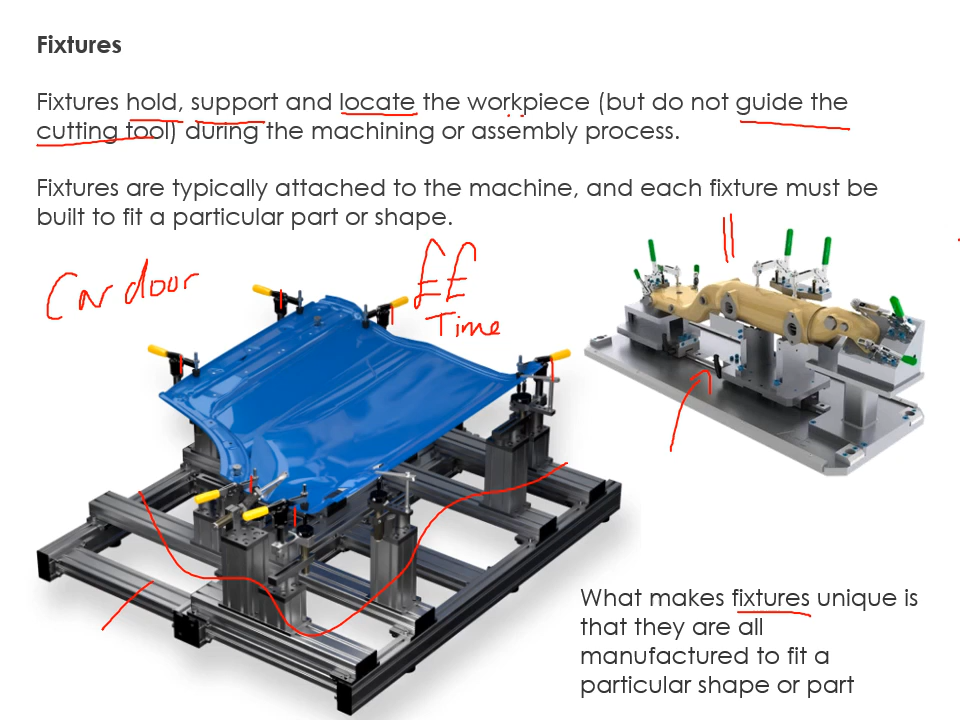 Fixtures
Fixtures hold, support and locate the workpiece (but do not guide the
cutting tool) during the machining or assembly process.
Fixtures are typically attached to the machine, and each fixture must be
built to fit a particular part or shape.
Car door
££
Time
What makes fixtures unique is
that they are all
manufactured to fit a
particular shape or part